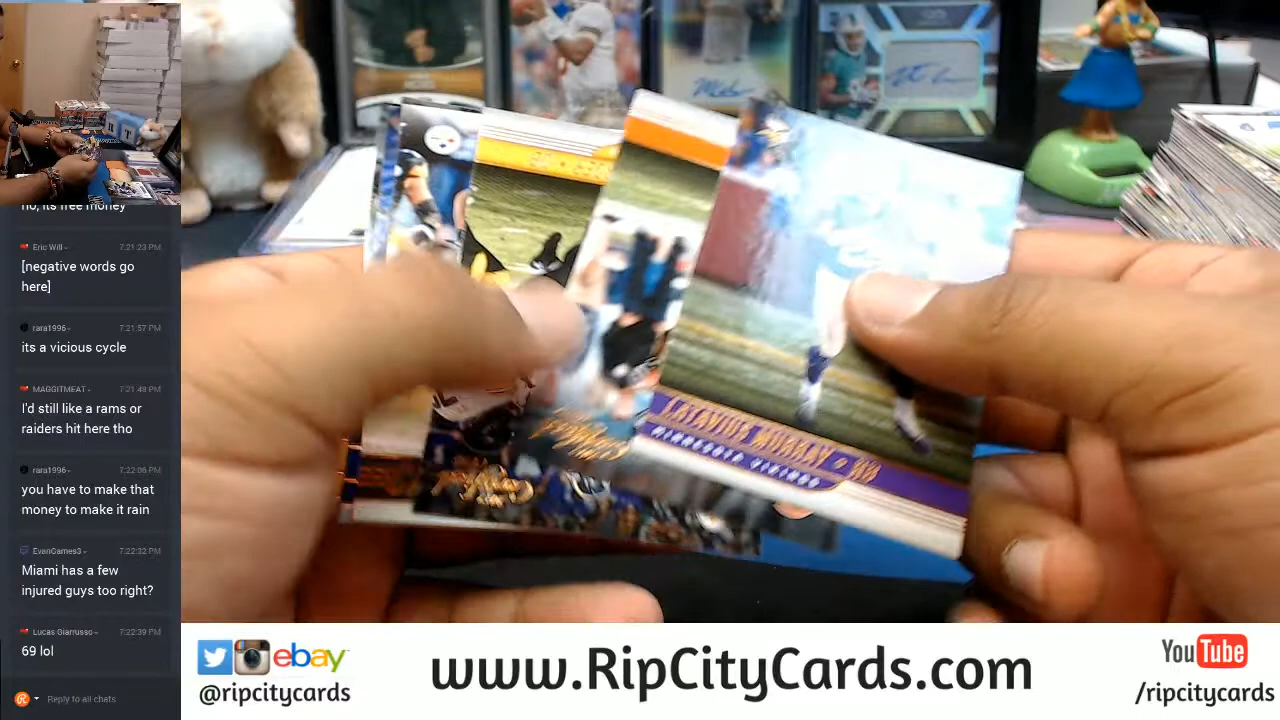 no, its free money
Eric Will
7:21:23 PM
[negative words go
here]
rara1996
7:21:57 PM
its a vicious cycle
MAGGITMEAT
7:21:48 PM
I'd still like a rams or
raiders hit here tho
rara1996
7:22:06 PM
you have to make that
money to make it rain
EvanGames3
7:22:32 PM
Miami has a few
injured guys too right?
Lucas Giarrusso
7:22:39 PM
69 lol
Reply to all chats
LATAVIUS MURRAY • RB
MINNESOTA VIKINGS
ebay
@ripcitycards
www.RipCityCards.com
YouTube
/ripcitycards